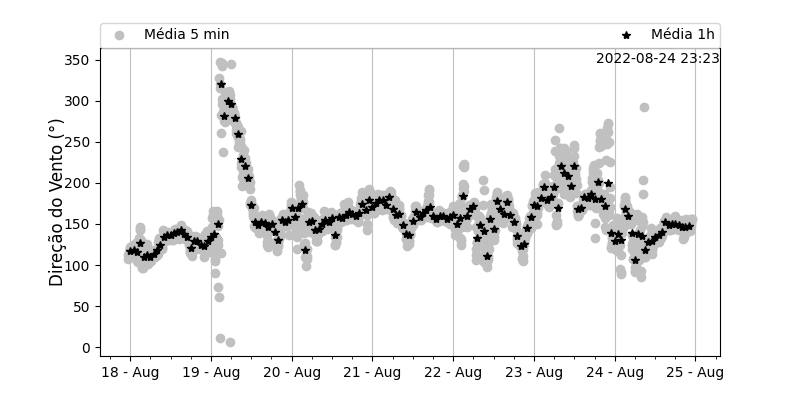 Média 5 min
Média 1h
2022-08-24 23:23
Direção do Vento (°)
350
300
250
200
150
100
50
0
18 - Aug
19 - Aug
20 - Aug
21 - Aug
22 - Aug
23 - Aug
24 - Aug
25 - Aug